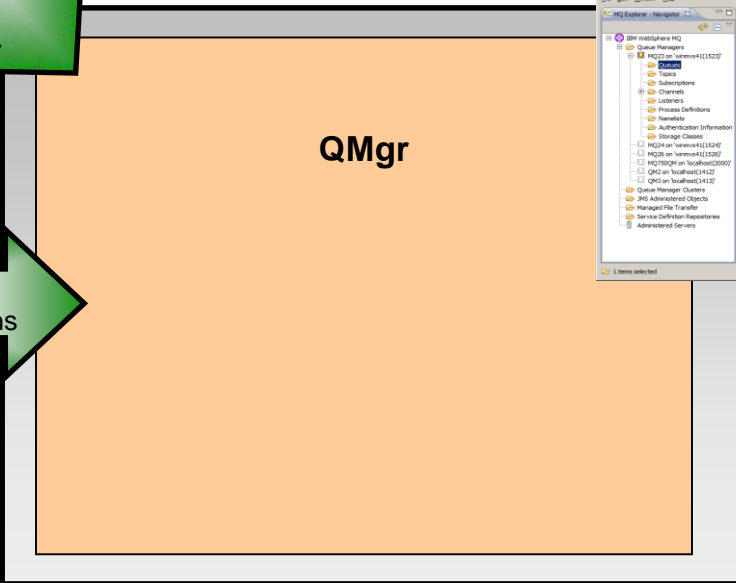 QMgr
ns
MQ Explorer - Navigator
IBM WebSphere MQ
Queue Managers
MQ23 on 'winmvs41(1523)'
Queues
Topics
Subscriptions
Channels
Listeners
Process Definitions
Namelists
Authentication Information
Storage Classes
MQ24 on 'winmvs41(1524)'
MQ26 on 'winmvs41(1526)'
MQ750QM on 'localhost(2000)'
QM2 on 'localhost(1412)'
QM3 on 'localhost(1413)'
Queue Manager Clusters
JMS Administered Objects
Managed File Transfer
Service Definition Repositories
Administered Servers
1 items selected